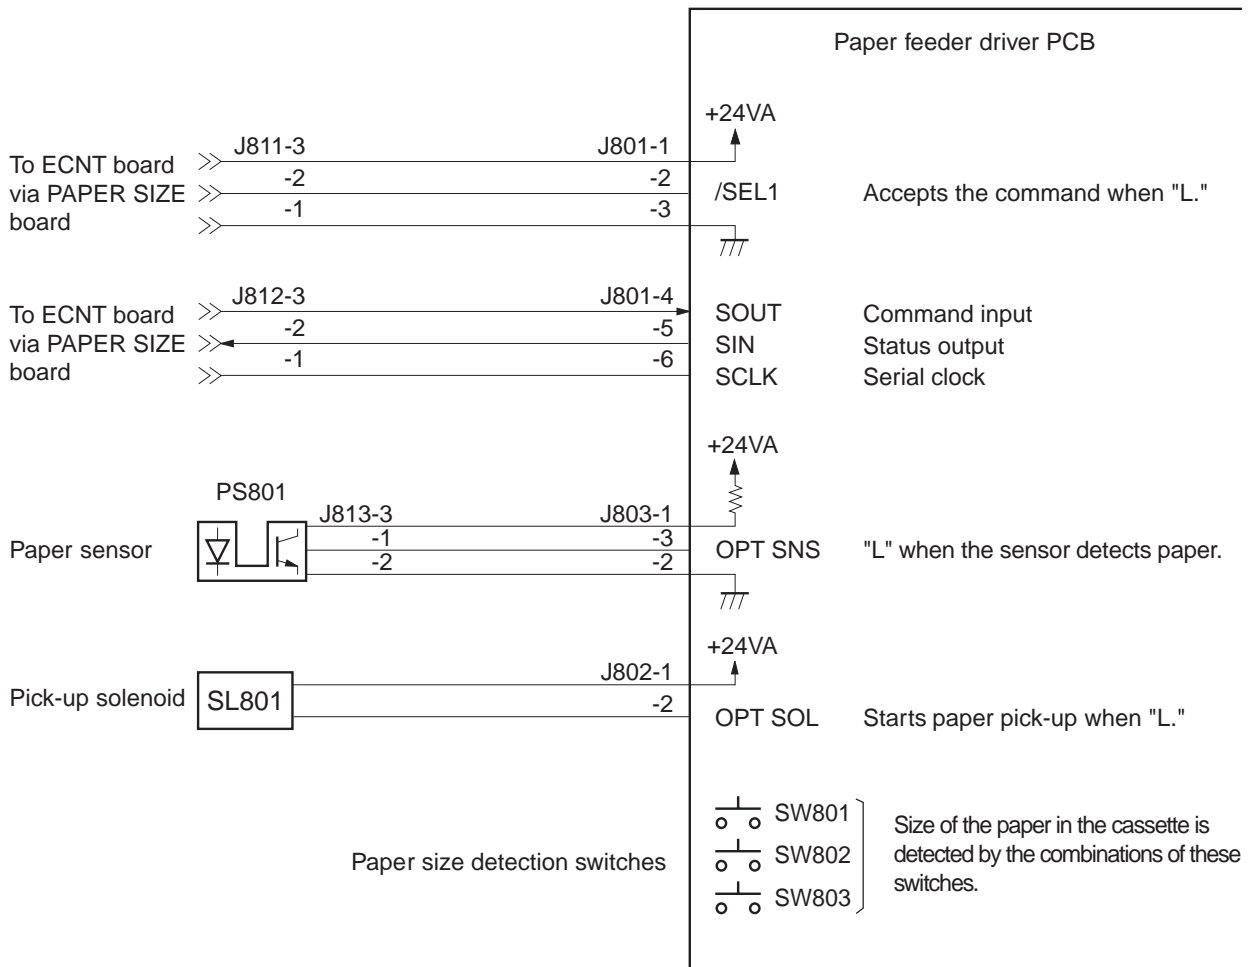 Paper feeder driver PCB
+24VA
J811-3 J801-1
To ECNT board
via PAPER SIZE
board
-2 -2 /SEL1 Accepts the command when "L."
-1 -3
J812-3 J801-4 SOUT Command input
To ECNT board
via PAPER SIZE
board
-2 -5 SIN Status output
-1 -6 SCLK Serial clock
+24VA
PS801
J813-3 J803-1
Paper sensor -1 -3 OPT SNS "L" when the sensor detects paper.
-2 -2
+24VA
J802-1
Pick-up solenoid SL801 -2 OPT SOL Starts paper pick-up when "L."
SW801
SW802
SW803
Paper size detection switches
Size of the paper in the cassette is
detected by the combinations of these
switches.